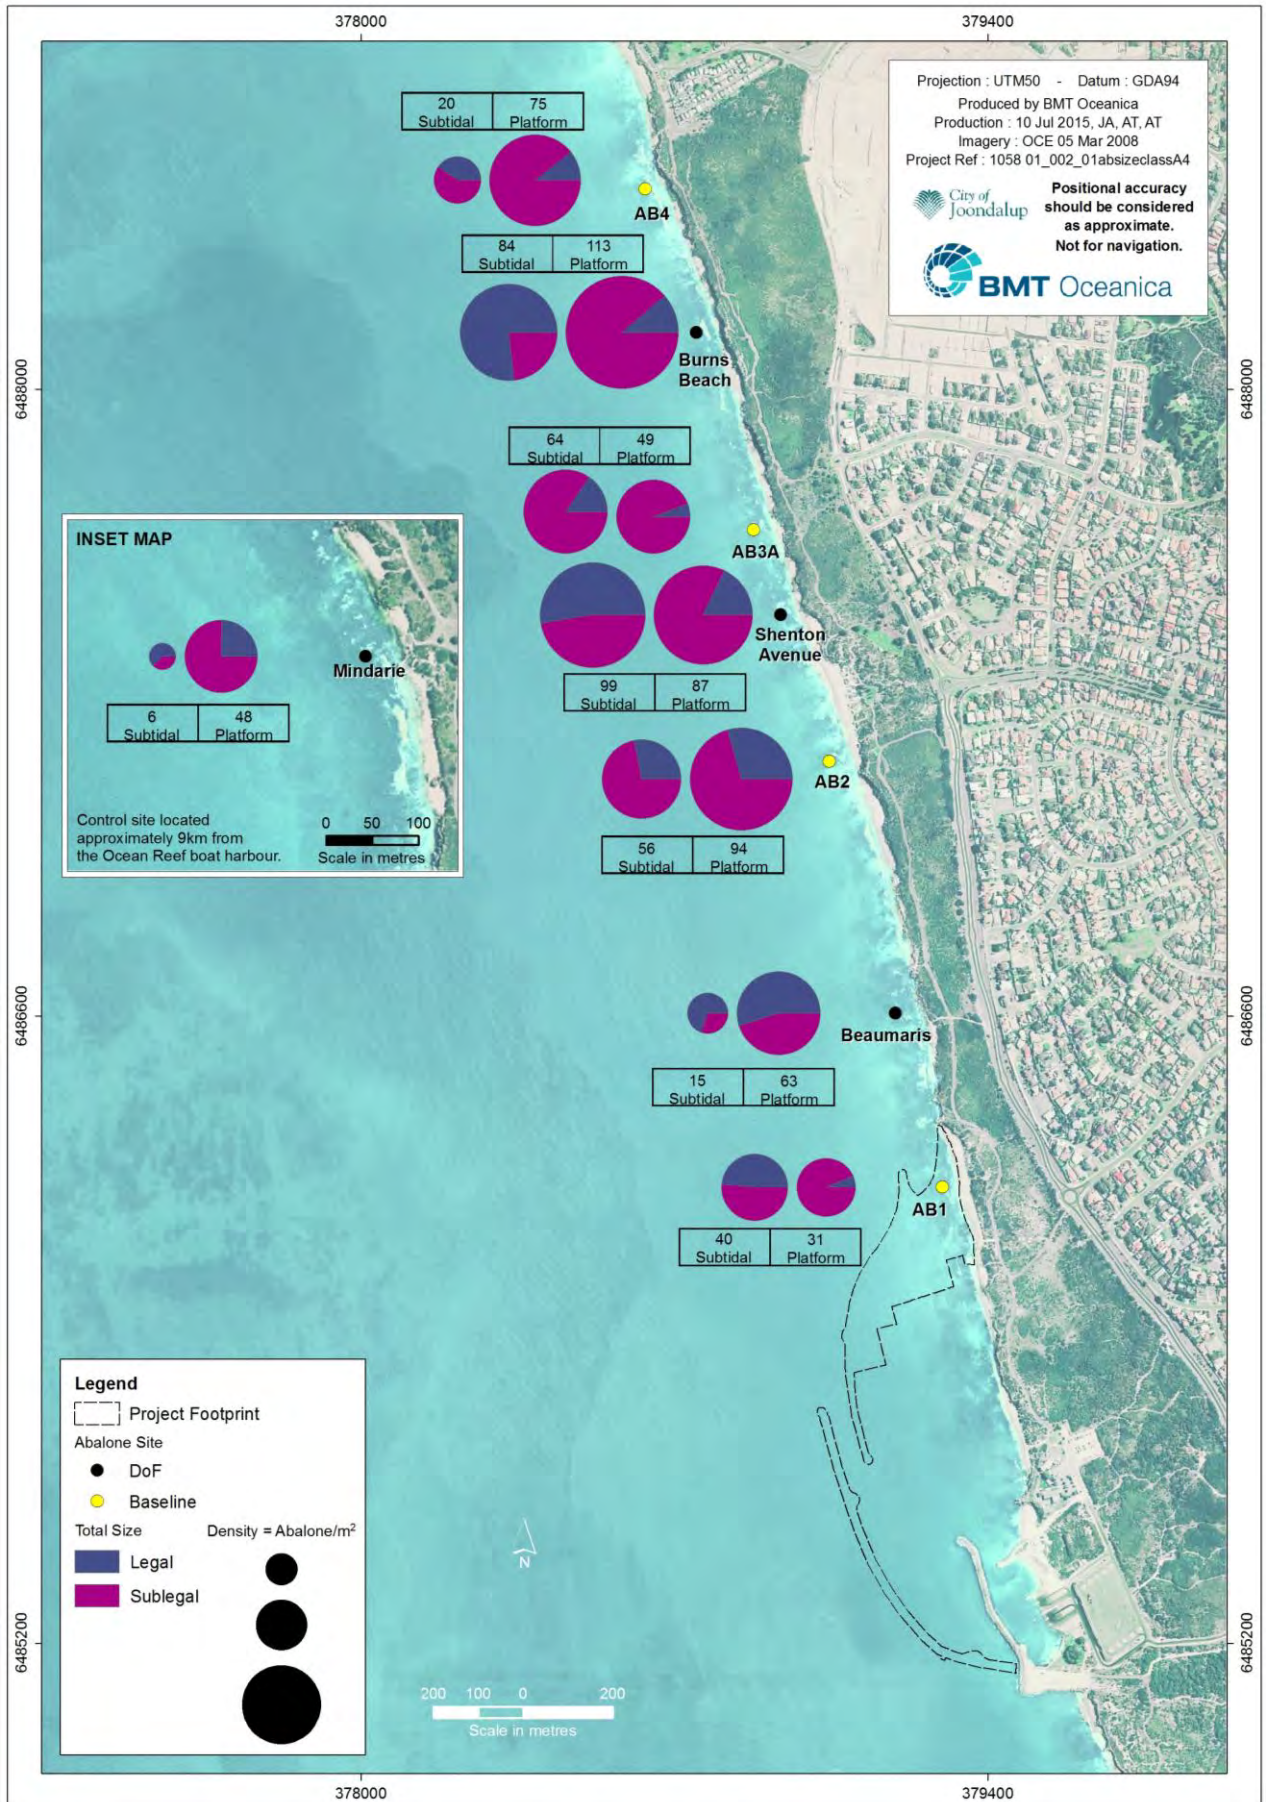 378000
379400
Projection : UTM50 - Datum : GDA94
Produced by BMT Oceanica
Production : 10 Jul 2015, JA, AT, AT
Imagery : OCE 05 Mar 2008
Project Ref : 1058 01_002_01absizeclassA4
City of
Joondalup
Positional accuracy
should be considered
as approximate.
Not for navigation.
BMT Oceanica
20 75
Subtidal Platform
AB4
84 113
Subtidal Platform
Burns
Beach
6488000
6488000
64 49
Subtidal Platform
AB3A
INSET MAP
Mindarie
6 48
Subtidal Platform
Control site located
approximately 9km from
the Ocean Reef boat harbour.
0 50 100
Scale in metres
Shenton
Avenue
99 87
Subtidal Platform
AB2
56 94
Subtidal Platform
6486600
6486600
Beaumaris
15 63
Subtidal Platform
AB1
40 31
Subtidal Platform
Legend
Project Footprint
Abalone Site
DoF
Baseline
Total Size Density = Abalone/m²
Legal
Sublegal
N
6485200
6485200
200 100 0 200
Scale in metres
378000
379400